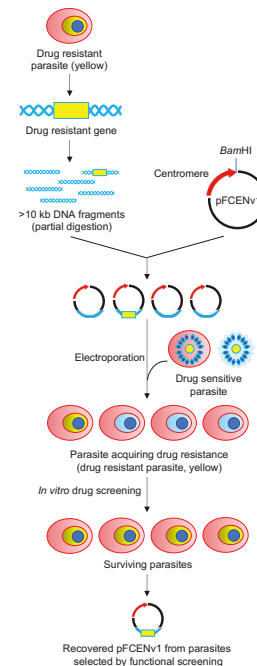 Drug resistant
parasite (yellow)
Drug resistant gene
BamHI
Centromere
pFCENv1
>10 kb DNA fragments
(partial digestion)
Electroporation
Drug sensitive
parasite
Parasite acquiring drug resistance
(drug resistant parasite, yellow)
In vitro drug screening
Surviving parasites
Recovered pFCENv1 from parasites
selected by functional screening